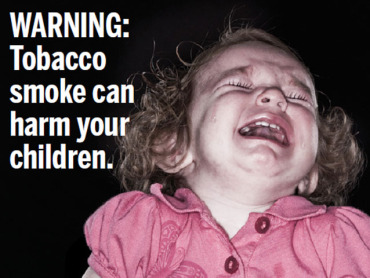 WARNING:
Tobacco
smoke can
harm your
children.